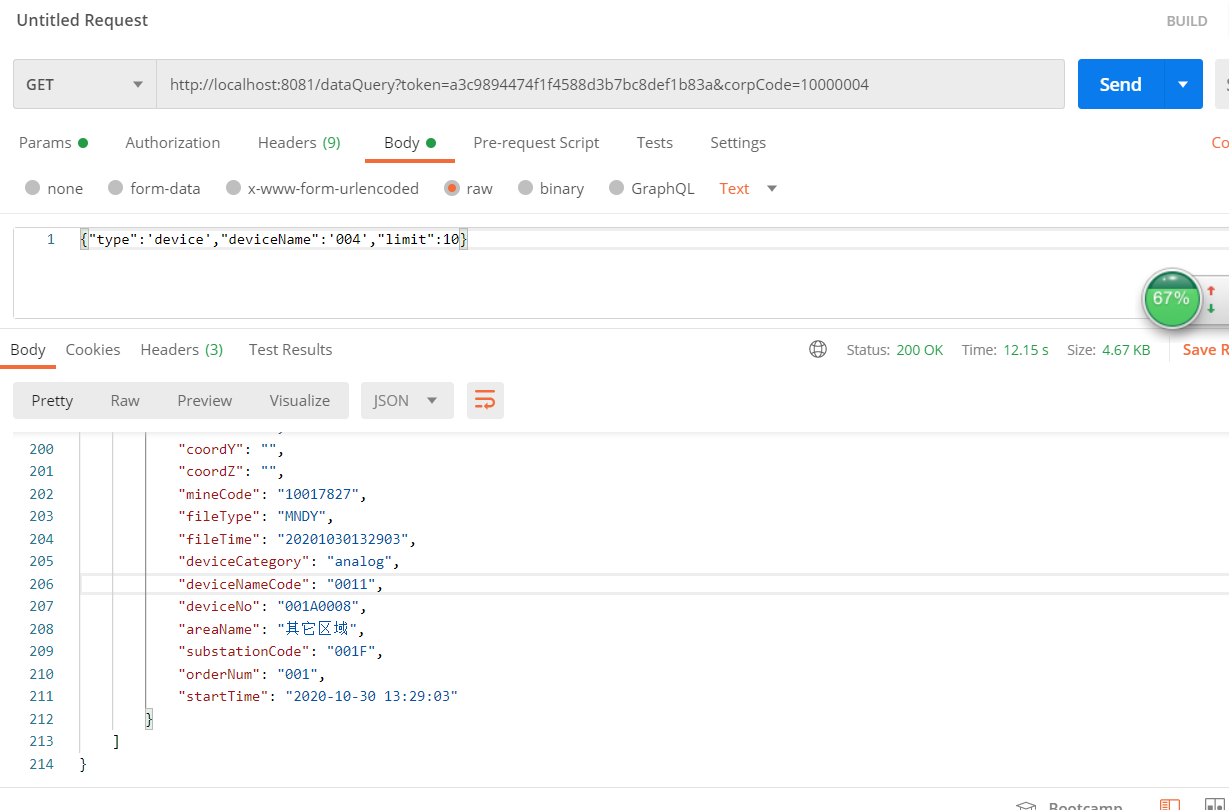 Untitled Request
BUILD
GET
http://localhost:8081/dataQuery?token=a3c9894474f1f4588d3b7bc8def1b83a&corpCode=10000004
Send
Params
Authorization
Headers (9)
Body
Pre-request Script
Tests
Settings
Co
none
form-data
x-www-form-urlencoded
raw
binary
GraphQL
Text
1 {"type":'device',"deviceName":'004',"limit":10}
67%
Body
Cookies
Headers (3)
Test Results
Status: 200 OK
Time: 12.15 s
Size: 4.67 KB
Save R
Pretty
Raw
Preview
Visualize
JSON
200 "coordY": "",
201 "coordZ": "",
202 "mineCode": "10017827",
203 "fileType": "MNDY",
204 "fileTime": "20201030132903",
205 "deviceCategory": "analog",
206 "deviceNameCode": "0011",
207 "deviceNo": "001A0008",
208 "areaName": "其它区域",
209 "substationCode": "001F",
210 "orderNum": "001",
211 "startTime": "2020-10-30 13:29:03"
212 }
213 ]
214 }
Bootcamp